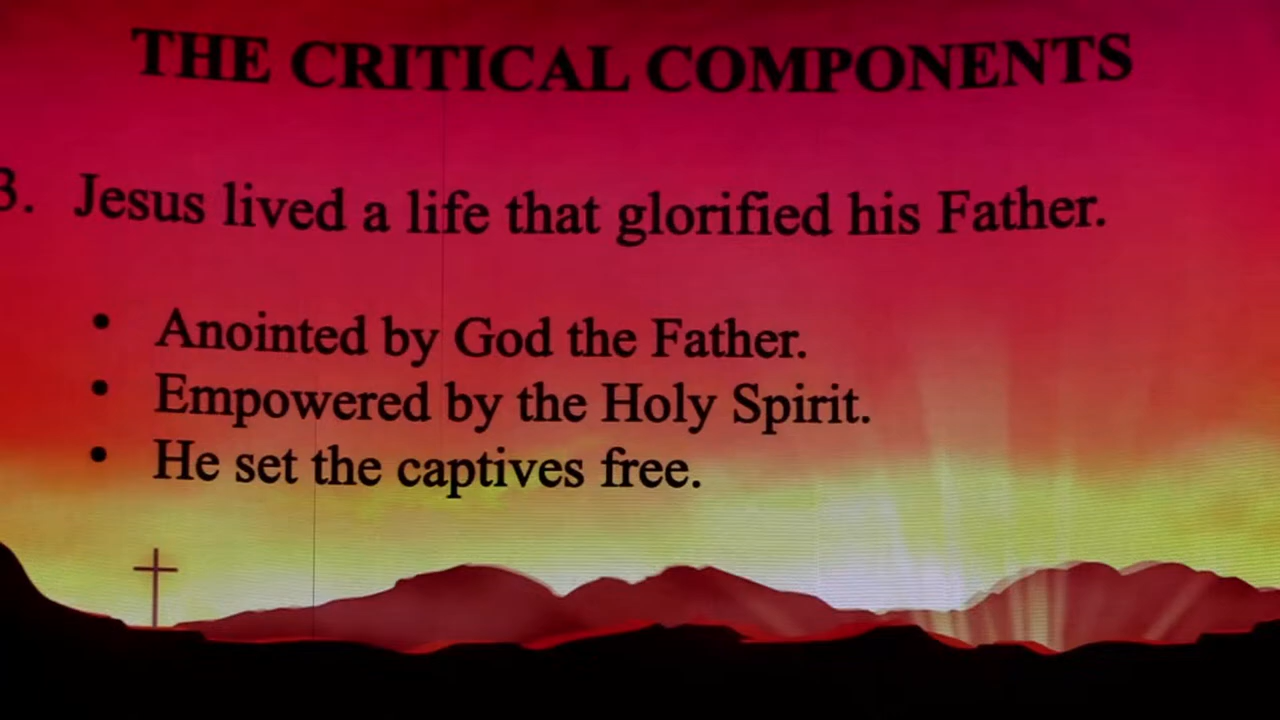 THE CRITICAL COMPONENTS
3. Jesus lived a life that glorified his Father.
• Anointed by God the Father.
• Empowered by the Holy Spirit.
• He set the captives free.